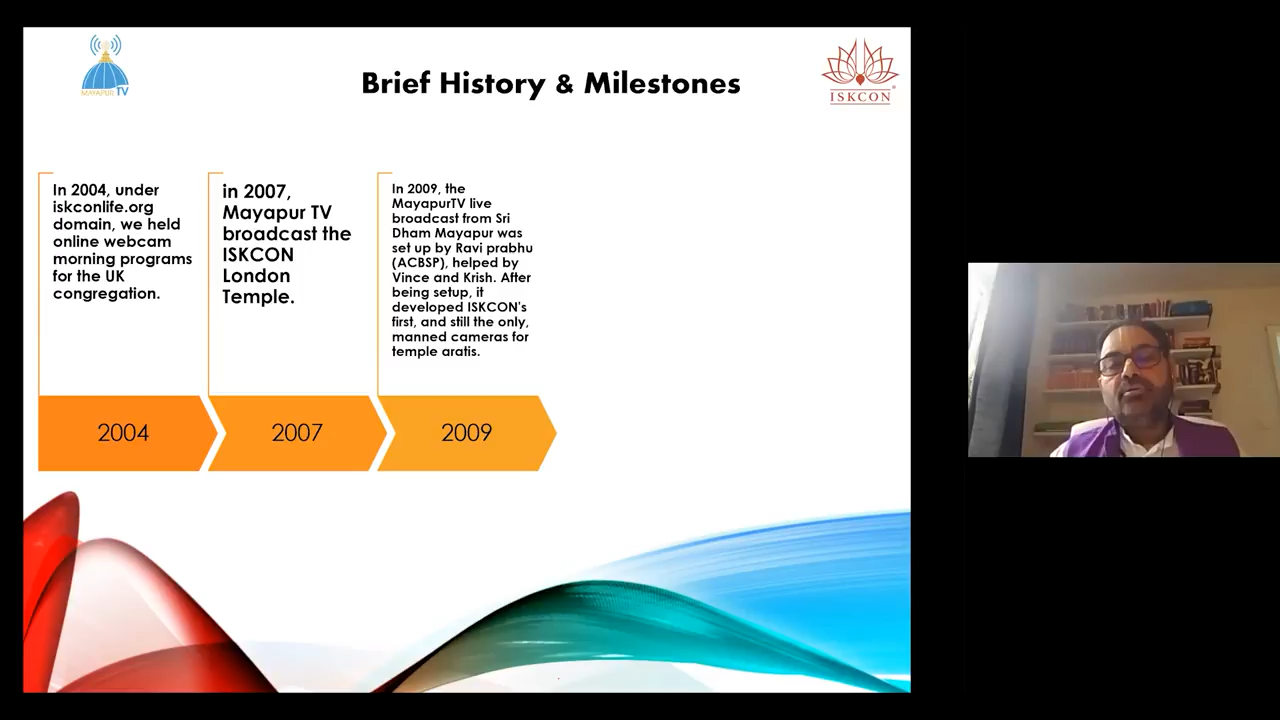 MAYAPUR TV
Brief History & Milestones
ISKCON
In 2004, under
iskconlife.org
domain, we held
online webcam
morning programs
for the UK
congregation.
in 2007,
Mayapur TV
broadcast the
ISKCON
London
Temple.
In 2009, the
MayapurTV live
broadcast from Sri
Dham Mayapur was
set up by Ravi prabhu
(ACBSP), helped by
Vince and Krish. After
being setup, it
developed ISKCON's
first, and still the only,
manned cameras for
temple aratis.
2004
2007
2009